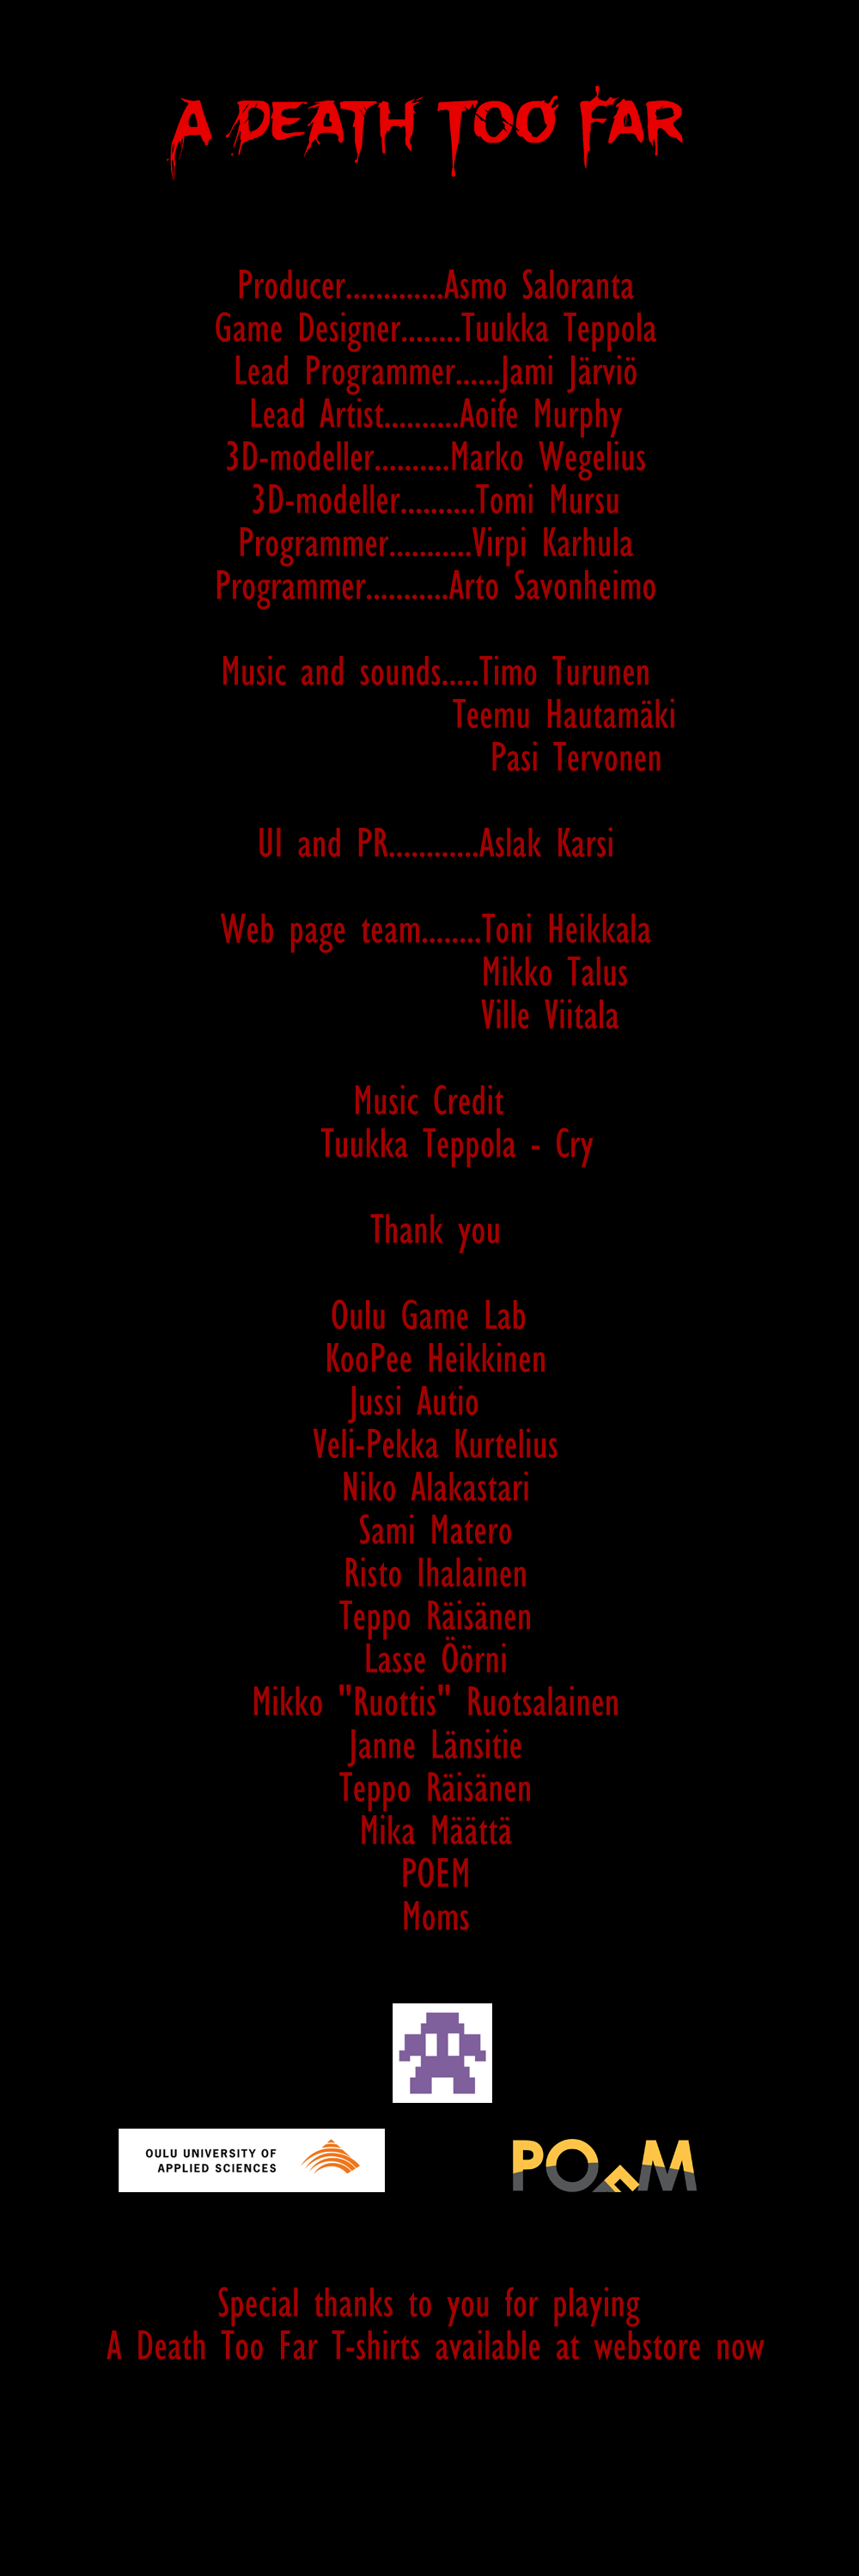 A DEATH TOO FAR
Producer.............Asmo Saloranta
Game Designer........Tuukka Teppola
Lead Programmer......Jami Järviö
Lead Artist..........Aoife Murphy
3D-modeller..........Marko Wegelius
3D-modeller..........Tomi Mursu
Programmer...........Virpi Karhula
Programmer...........Arto Savonheimo
Music and sounds.....Timo Turunen
Teemu Hautamäki
Pasi Tervonen
UI and PR............Aslak Karsi
Web page team........Toni Heikkala
Mikko Talus
Ville Viitala
Music Credit
Tuukka Teppola - Cry
Thank you
Oulu Game Lab
KooPee Heikkinen
Jussi Autio
Veli-Pekka Kurtelius
Niko Alakastari
Sami Matero
Risto Ihalainen
Teppo Räisänen
Lasse Öörni
Mikko "Ruottis" Ruotsalainen
Janne Länsitie
Teppo Räisänen
Mika Määttä
POEM
Moms
OULU UNIVERSITY OF
APPLIED SCIENCES
POEM
Special thanks to you for playing
A Death Too Far T-shirts available at webstore now